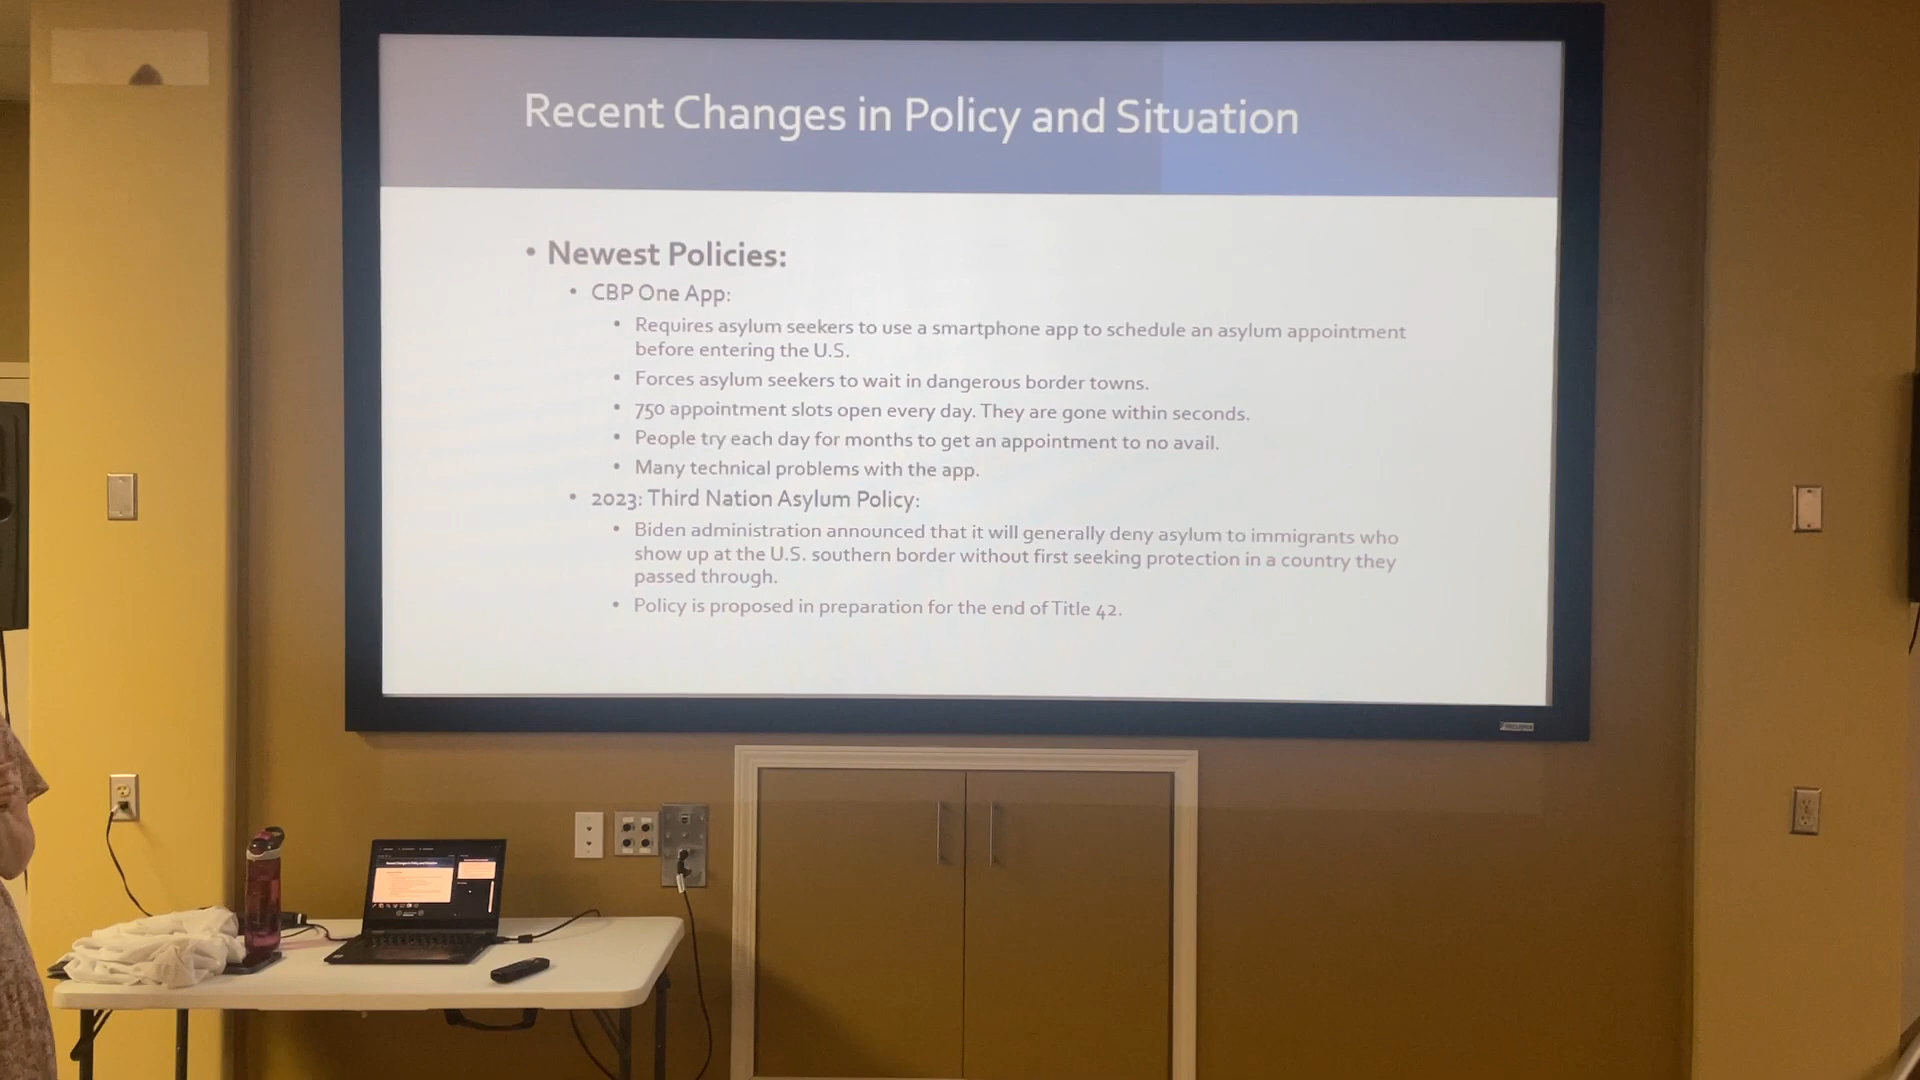 Recent Changes in Policy and Situation
• Newest Policies:
• CBP One App:
• Requires asylum seekers to use a smartphone app to schedule an asylum appointment
before entering the U.S.
• Forces asylum seekers to wait in dangerous border towns.
• 750 appointment slots open every day. They are gone within seconds.
• People try each day for months to get an appointment to no avail.
• Many technical problems with the app.
• 2023: Third Nation Asylum Policy:
• Biden administration announced that it will generally deny asylum to immigrants who
show up at the U.S. southern border without first seeking protection in a country they
passed through.
• Policy is proposed in preparation for the end of Title 42.